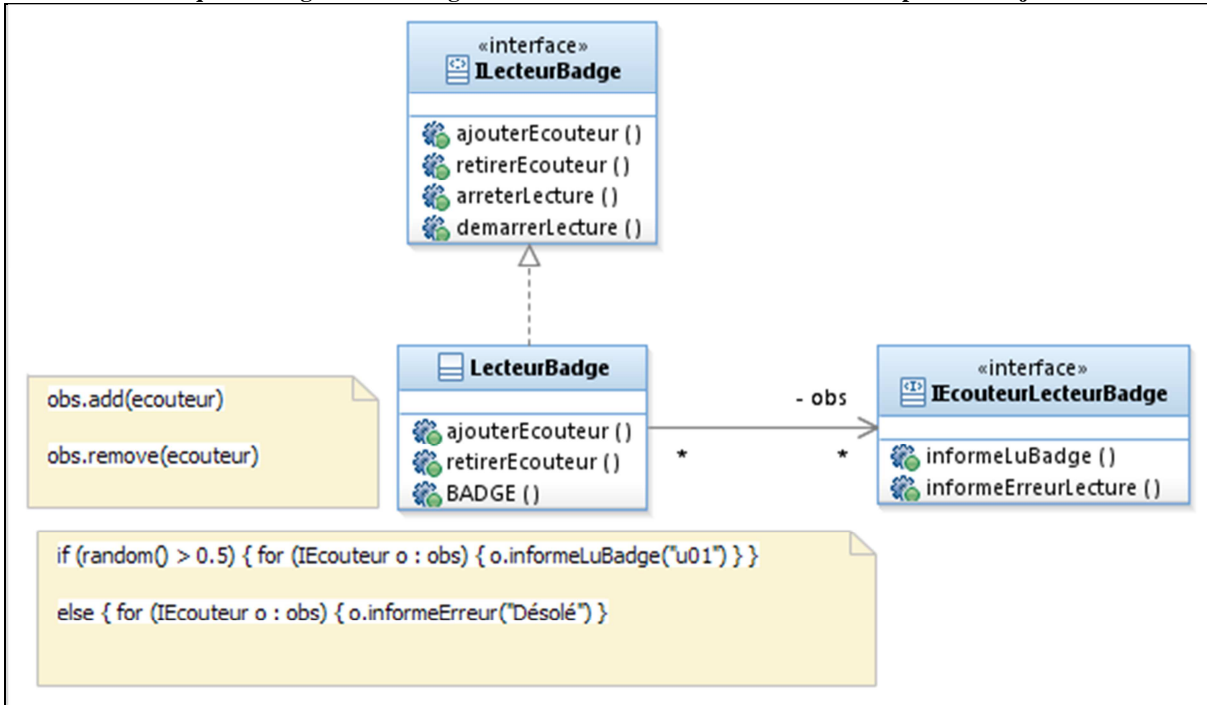 «interface»
ILecteurBadge
ajouterEcouteur ()
retirerEcouteur ()
arreterLecture ()
demarrerLecture ()
LecteurBadge
ajouterEcouteur ()
retirerEcouteur ()
BADGE ()
- obs
*
*
«interface»
IEcouteurLecteurBadge
informeLuBadge ()
informeErreurLecture ()
obs.add(ecouteur)
obs.remove(ecouteur)
if (random() > 0.5) { for (IEcouteur o : obs) { o.informeLuBadge("u01") } }
else { for (IEcouteur o : obs) { o.informeErreur("Désolé") }